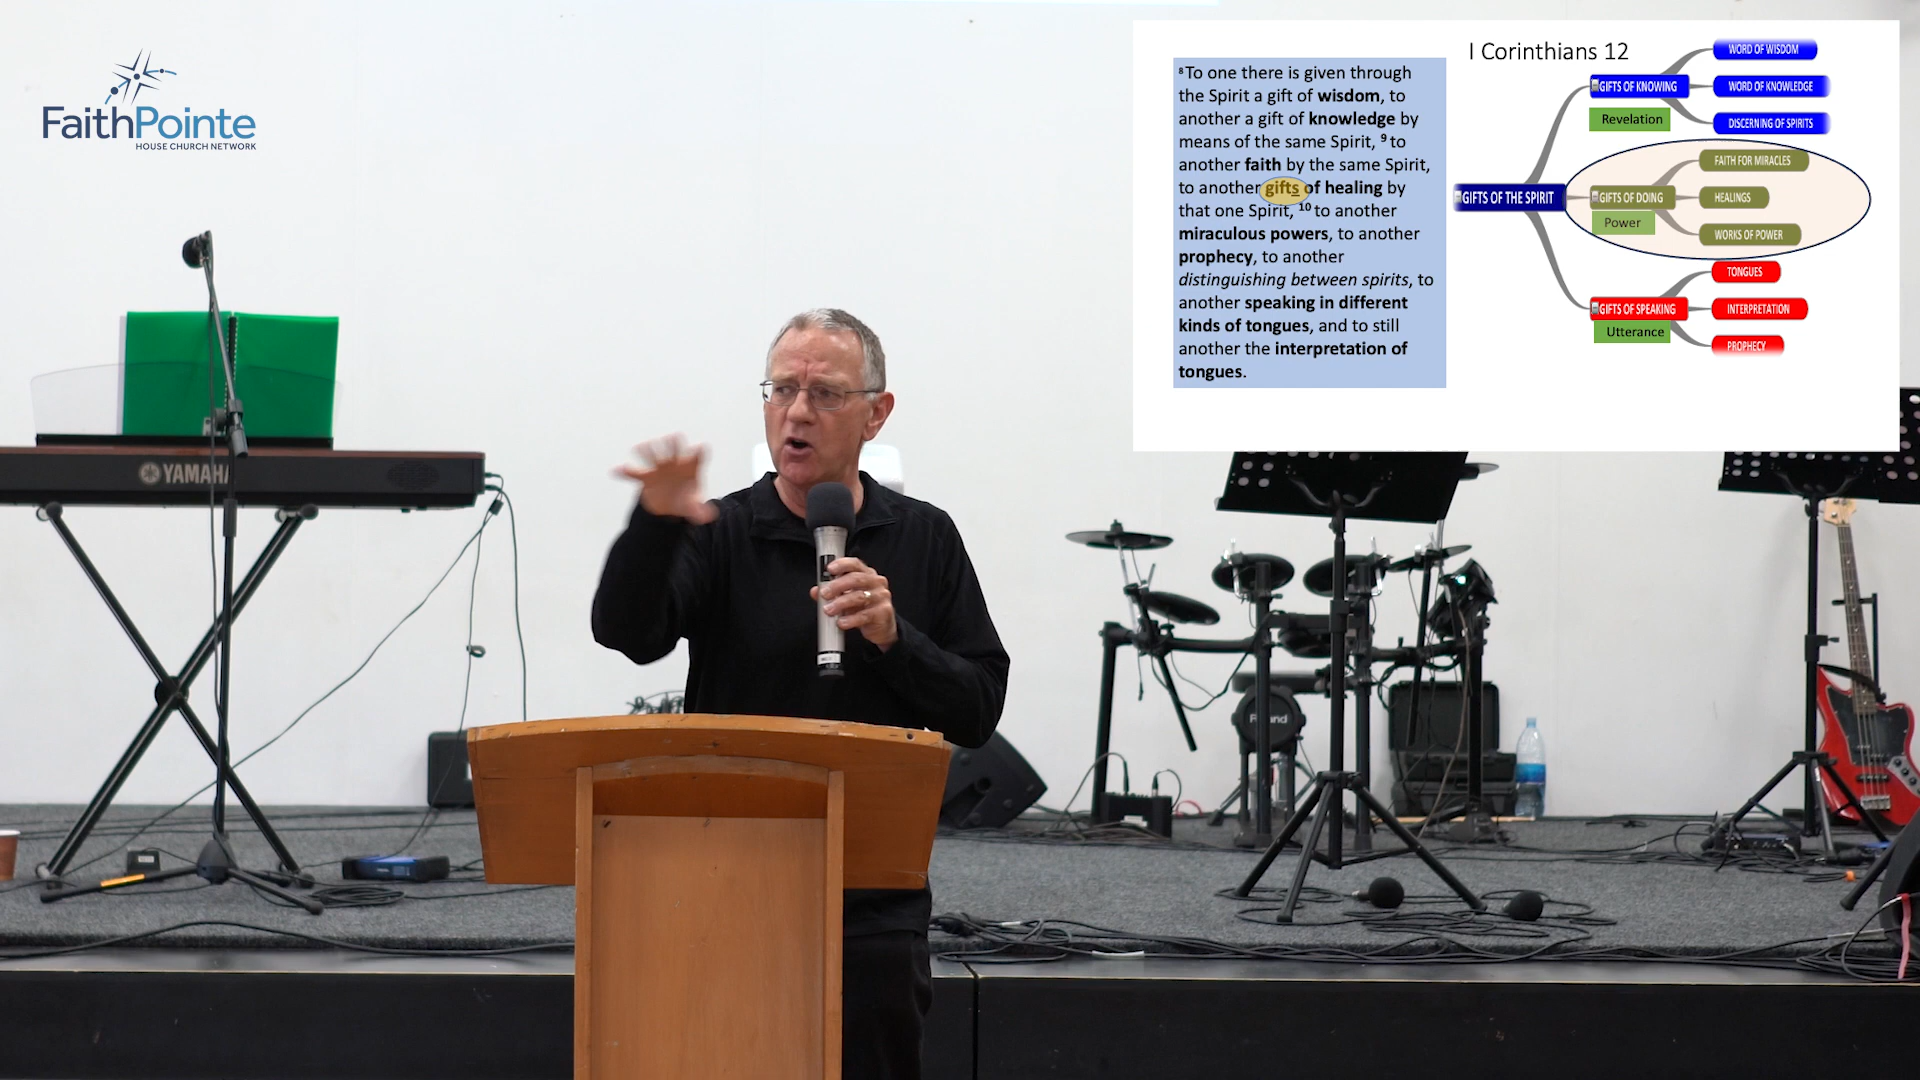 FaithPointe
HOUSE CHURCH NETWORK
I Corinthians 12
⁸To one there is given through
the Spirit a gift of wisdom, to
another a gift of knowledge by
means of the same Spirit, ⁹ to
another faith by the same Spirit,
to another gifts of healing by
that one Spirit, ¹⁰ to another
miraculous powers, to another
prophecy, to another
distinguishing between spirits, to
another speaking in different
kinds of tongues, and to still
another the interpretation of
tongues.
GIFTS OF THE SPIRIT
GIFTS OF KNOWING
Revelation
WORD OF WISDOM
WORD OF KNOWLEDGE
DISCERNING OF SPIRITS
GIFTS OF DOING
Power
FAITH FOR MIRACLES
HEALINGS
WORKS OF POWER
GIFTS OF SPEAKING
Utterance
TONGUES
INTERPRETATION
PROPHECY
YAMAHA
Roland